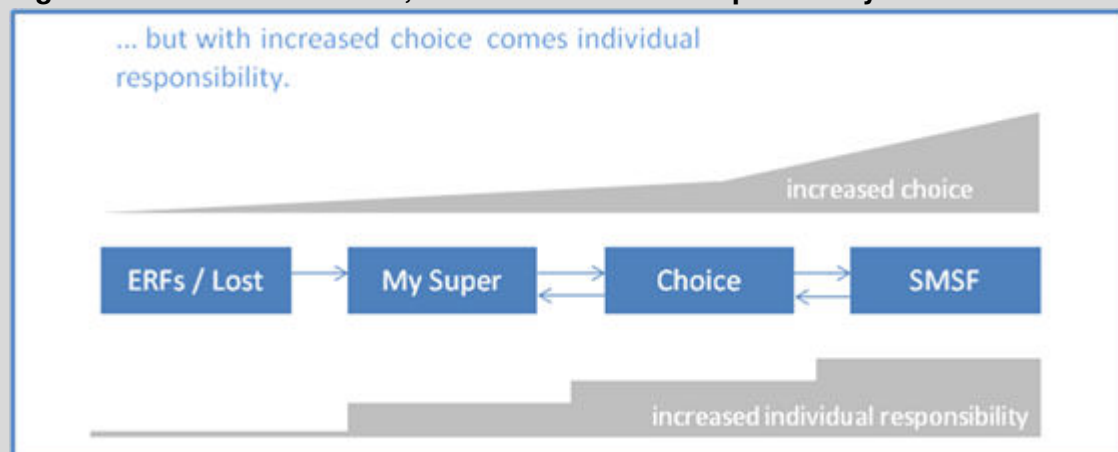 ... but with increased choice comes individual
responsibility.
increased choice
ERFs / Lost
My Super
Choice
SMSF
increased individual responsibility